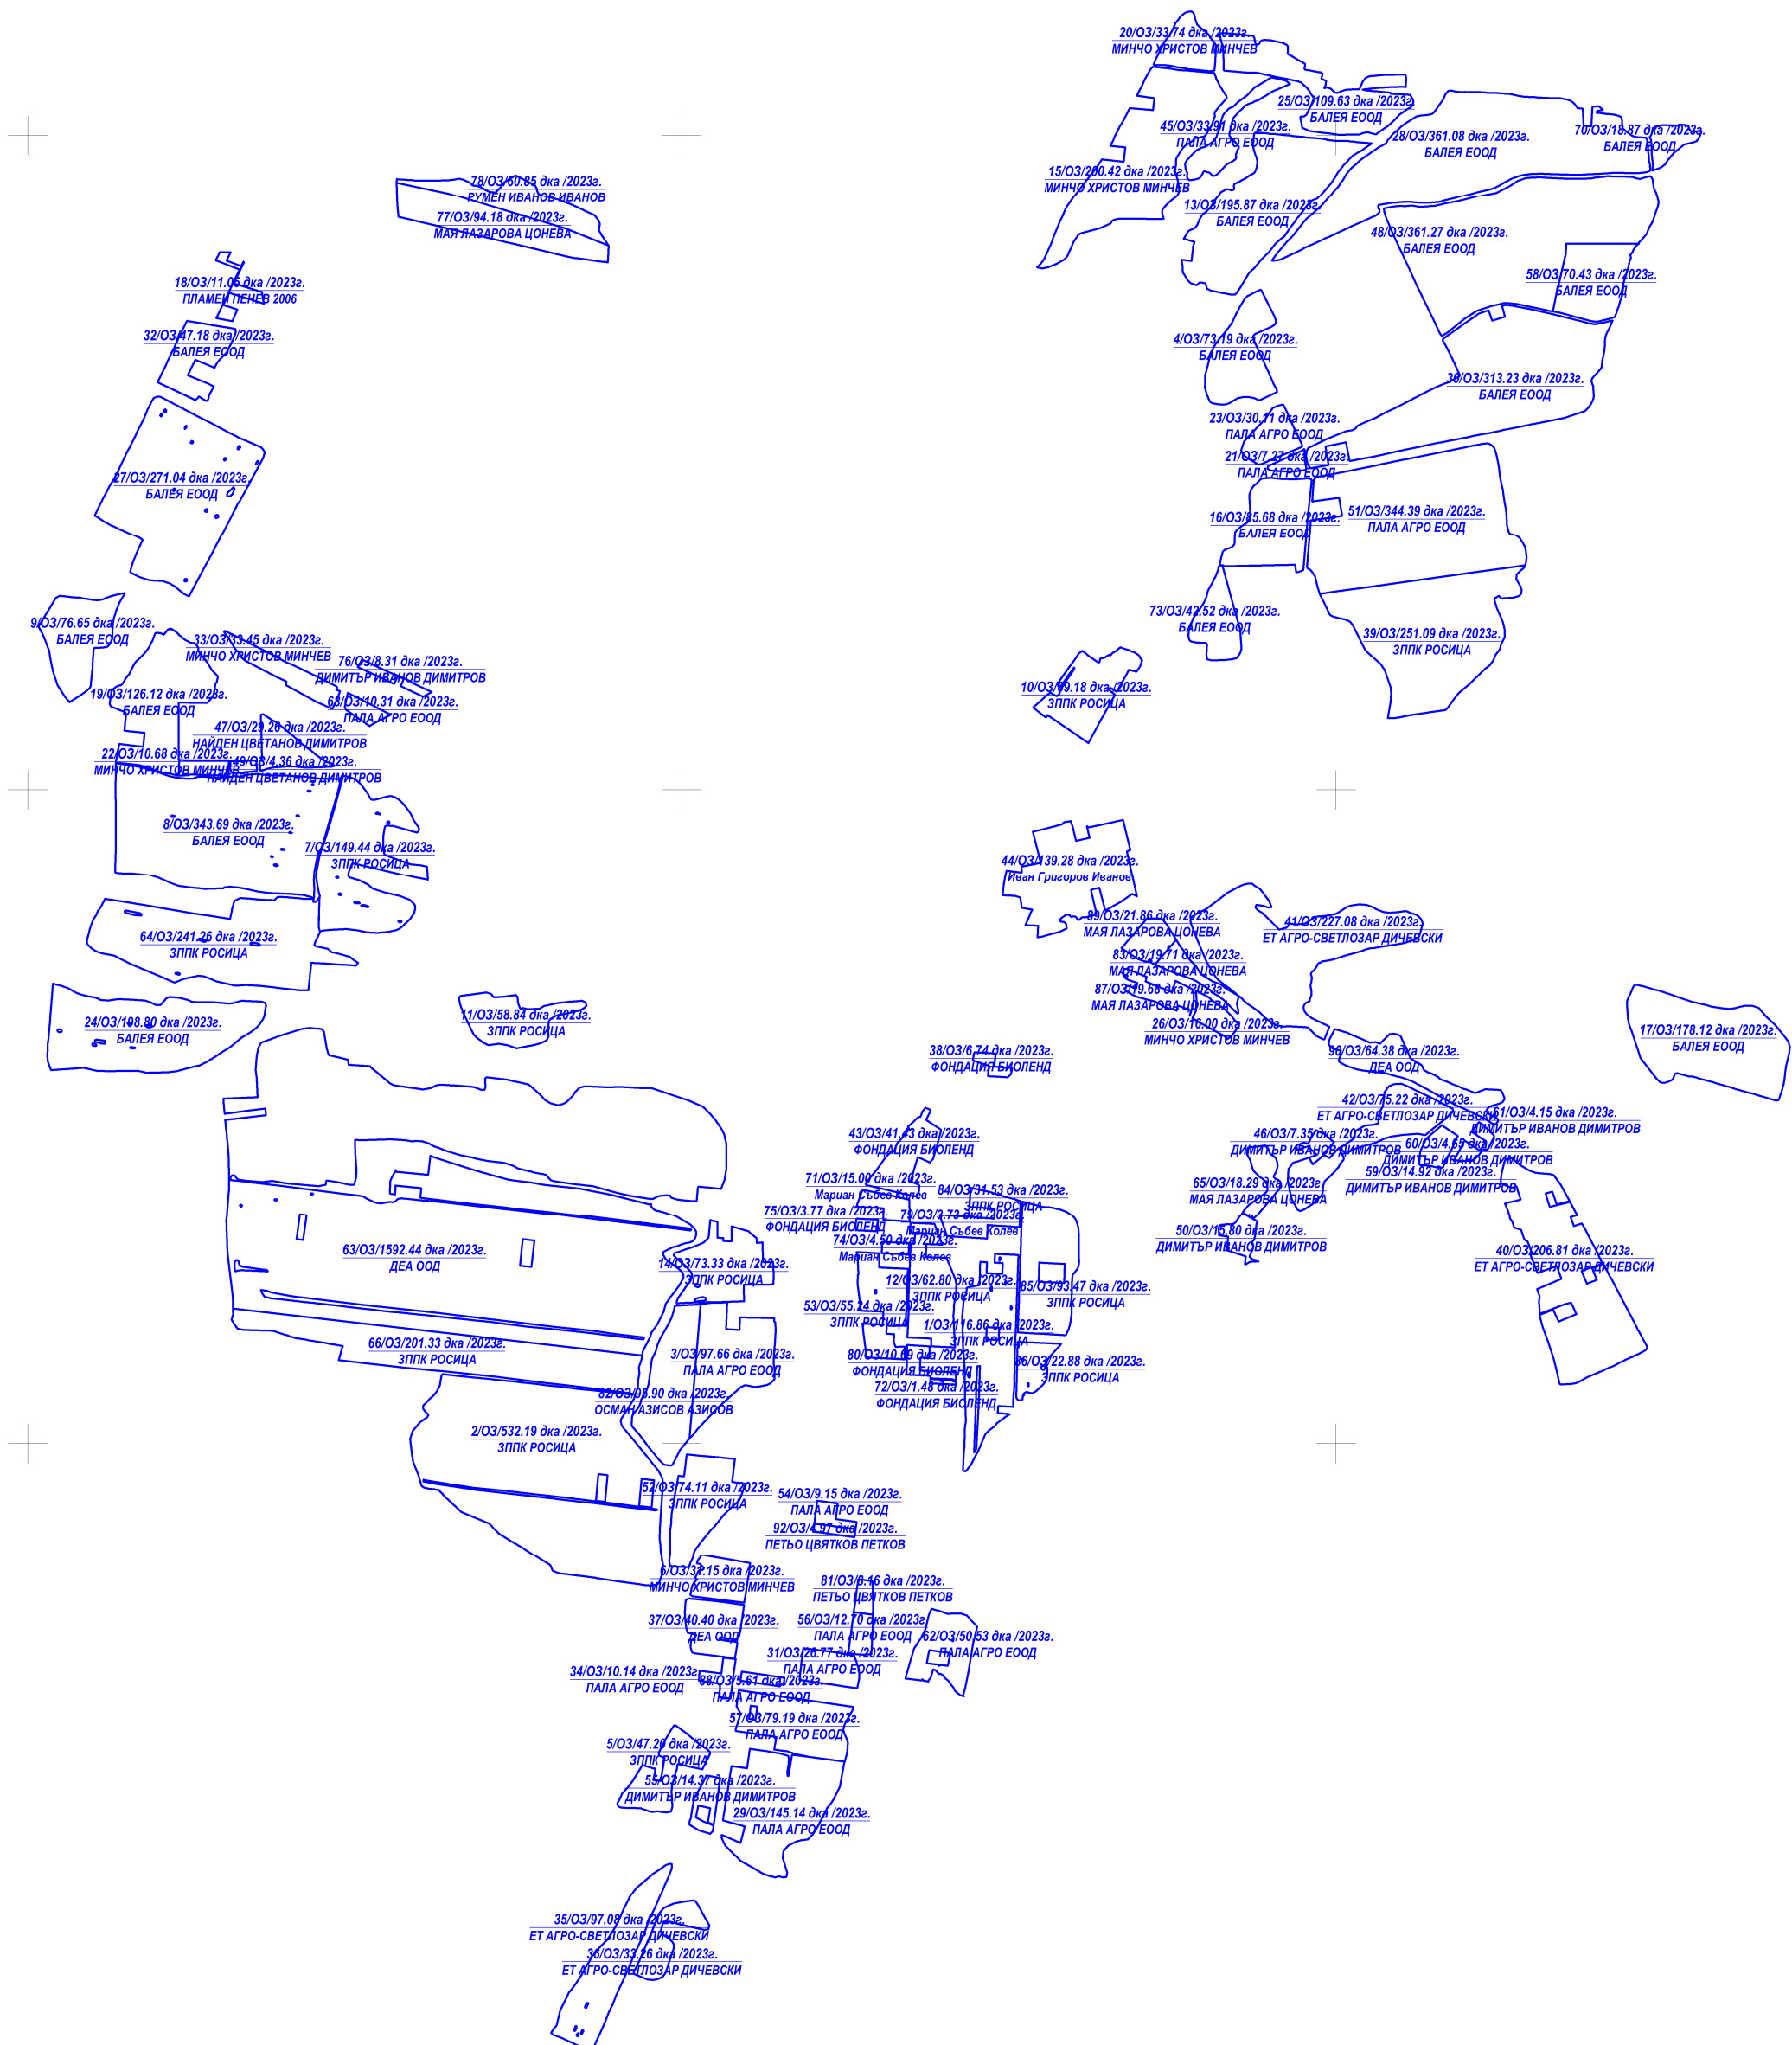 20/ОЗ/33.74 дка /2023г.
МИНЧО ХРИСТОВ МИНЧЕВ
25/ОЗ/109.63 дка /2023г.
БАЛЕЯ ЕООД
45/ОЗ/33.91 дка /2023г.
ПАЛА АГРО ЕООД
28/ОЗ/361.08 дка /2023г.
БАЛЕЯ ЕООД
70/ОЗ/18.87 дка /2023г.
БАЛЕЯ ЕООД
15/ОЗ/200.42 дка /2023г.
МИНЧО ХРИСТОВ МИНЧЕВ
78/ОЗ/60.85 дка /2023г.
РУМЕН ИВАНОВ ИВАНОВ
77/ОЗ/94.18 дка /2023г.
МАЯ ЛАЗАРОВА ЦОНЕВА
13/ОЗ/195.87 дка /2023г.
БАЛЕЯ ЕООД
48/ОЗ/361.27 дка /2023г.
БАЛЕЯ ЕООД
58/ОЗ/70.43 дка /2023г.
БАЛЕЯ ЕООД
18/ОЗ/11.05 дка /2023г.
ПЛАМЕН ПЕНЕВ 2006
32/ОЗ/47.18 дка /2023г.
БАЛЕЯ ЕООД
4/ОЗ/73.19 дка /2023г.
БАЛЕЯ ЕООД
30/ОЗ/313.23 дка /2023г.
БАЛЕЯ ЕООД
23/ОЗ/30.11 дка /2023г.
ПАЛА АГРО ЕООД
21/ОЗ/7.27 дка /2023г.
ПАЛА АГРО ЕООД
27/ОЗ/271.04 дка /2023г.
БАЛЕЯ ЕООД
16/ОЗ/85.68 дка /2023г.
БАЛЕЯ ЕООД
51/ОЗ/344.39 дка /2023г.
ПАЛА АГРО ЕООД
73/ОЗ/42.52 дка /2023г.
БАЛЕЯ ЕООД
39/ОЗ/251.09 дка /2023г.
ЗППК РОСИЦА
9/ОЗ/76.65 дка /2023г.
БАЛЕЯ ЕООД
33/ОЗ/33.45 дка /2023г.
МИНЧО ХРИСТОВ МИНЧЕВ
76/ОЗ/8.31 дка /2023г.
ДИМИТЪР ИВАНОВ ДИМИТРОВ
19/ОЗ/126.12 дка /2023г.
БАЛЕЯ ЕООД
68/ОЗ/10.31 дка /2023г.
ПАЛА АГРО ЕООД
10/ОЗ/69.18 дка /2023г.
ЗППК РОСИЦА
47/ОЗ/29.26 дка /2023г.
НАЙДЕН ЦВЕТАНОВ ДИМИТРОВ
22/ОЗ/10.68 дка /2023г.
МИНЧО ХРИСТОВ МИНЧЕВ
49/ОЗ/4.36 дка /2023г.
НАЙДЕН ЦВЕТАНОВ ДИМИТРОВ
8/ОЗ/343.69 дка /2023г.
БАЛЕЯ ЕООД
7/ОЗ/149.44 дка /2023г.
ЗППК РОСИЦА
44/ОЗ/139.28 дка /2023г.
Иван Григоров Иванов
89/ОЗ/21.86 дка /2023г.
МАЯ ЛАЗАРОВА ЦОНЕВА
41/ОЗ/227.08 дка /2023г.
ЕТ АГРО-СВЕТЛОЗАР ДИЧЕВСКИ
64/ОЗ/241.26 дка /2023г.
ЗППК РОСИЦА
83/ОЗ/19.71 дка /2023г.
МАЯ ЛАЗАРОВА ЦОНЕВА
87/ОЗ/19.68 дка /2023г.
МАЯ ЛАЗАРОВА ЦОНЕВА
24/ОЗ/198.80 дка /2023г.
БАЛЕЯ ЕООД
11/ОЗ/58.84 дка /2023г.
ЗППК РОСИЦА
26/ОЗ/16.00 дка /2023г.
МИНЧО ХРИСТОВ МИНЧЕВ
17/ОЗ/178.12 дка /2023г.
БАЛЕЯ ЕООД
38/ОЗ/6.74 дка /2023г.
ФОНДАЦИЯ БИОЛЕНД
90/ОЗ/64.38 дка /2023г.
ДЕА ООД
42/ОЗ/75.22 дка /2023г.
ЕТ АГРО-СВЕТЛОЗАР ДИЧЕВСКИ
61/ОЗ/4.15 дка /2023г.
ДИМИТЪР ИВАНОВ ДИМИТРОВ
43/ОЗ/41.43 дка /2023г.
ФОНДАЦИЯ БИОЛЕНД
46/ОЗ/7.35 дка /2023г.
ДИМИТЪР ИВАНОВ ДИМИТРОВ
60/ОЗ/4.65 дка /2023г.
ДИМИТЪР ИВАНОВ ДИМИТРОВ
59/ОЗ/14.92 дка /2023г.
ДИМИТЪР ИВАНОВ ДИМИТРОВ
71/ОЗ/15.00 дка /2023г.
Мариан Събев Колев
84/ОЗ/31.53 дка /2023г.
ЗППК РОСИЦА
65/ОЗ/18.29 дка /2023г.
МАЯ ЛАЗАРОВА ЦОНЕВА
75/ОЗ/3.77 дка /2023г.
ФОНДАЦИЯ БИОЛЕНД
79/ОЗ/3.73 дка /2023г.
Мариан Събев Колев
50/ОЗ/15.80 дка /2023г.
ДИМИТЪР ИВАНОВ ДИМИТРОВ
74/ОЗ/4.50 дка /2023г.
Мариан Събев Колев
63/ОЗ/1592.44 дка /2023г.
ДЕА ООД
40/ОЗ/206.81 дка /2023г.
ЕТ АГРО-СВЕТЛОЗАР ДИЧЕВСКИ
14/ОЗ/73.33 дка /2023г.
ЗППК РОСИЦА
12/ОЗ/62.80 дка /2023г.
ЗППК РОСИЦА
85/ОЗ/93.47 дка /2023г.
ЗППК РОСИЦА
53/ОЗ/55.24 дка /2023г.
ЗППК РОСИЦА
1/ОЗ/116.86 дка /2023г.
ЗППК РОСИЦА
66/ОЗ/201.33 дка /2023г.
ЗППК РОСИЦА
3/ОЗ/97.66 дка /2023г.
ПАЛА АГРО ЕООД
80/ОЗ/10.69 дка /2023г.
ФОНДАЦИЯ БИОЛЕНД
86/ОЗ/22.88 дка /2023г.
ЗППК РОСИЦА
82/ОЗ/95.90 дка /2023г.
ОСМАН АЗИСОВ АЗИСОВ
72/ОЗ/1.48 дка /2023г.
ФОНДАЦИЯ БИОЛЕНД
2/ОЗ/532.19 дка /2023г.
ЗППК РОСИЦА
52/ОЗ/74.11 дка /2023г.
ЗППК РОСИЦА
54/ОЗ/9.15 дка /2023г.
ПАЛА АГРО ЕООД
92/ОЗ/4.97 дка /2023г.
ПЕТЬО ЦВЯТКОВ ПЕТКОВ
6/ОЗ/37.15 дка /2023г.
МИНЧО ХРИСТОВ МИНЧЕВ
81/ОЗ/8.16 дка /2023г.
ПЕТЬО ЦВЯТКОВ ПЕТКОВ
37/ОЗ/40.40 дка /2023г.
ДЕА ООД
56/ОЗ/12.70 дка /2023г.
ПАЛА АГРО ЕООД
62/ОЗ/50.53 дка /2023г.
ПАЛА АГРО ЕООД
31/ОЗ/26.77 дка /2023г.
ПАЛА АГРО ЕООД
34/ОЗ/10.14 дка /2023г.
ПАЛА АГРО ЕООД
88/ОЗ/5.61 дка /2023г.
ПАЛА АГРО ЕООД
57/ОЗ/79.19 дка /2023г.
ПАЛА АГРО ЕООД
5/ОЗ/47.20 дка /2023г.
ЗППК РОСИЦА
55/ОЗ/14.37 дка /2023г.
ДИМИТЪР ИВАНОВ ДИМИТРОВ
29/ОЗ/145.14 дка /2023г.
ПАЛА АГРО ЕООД
35/ОЗ/97.08 дка /2023г.
ЕТ АГРО-СВЕТЛОЗАР ДИЧЕВСКИ
36/ОЗ/33.26 дка /2023г.
ЕТ АГРО-СВЕТЛОЗАР ДИЧЕВСКИ